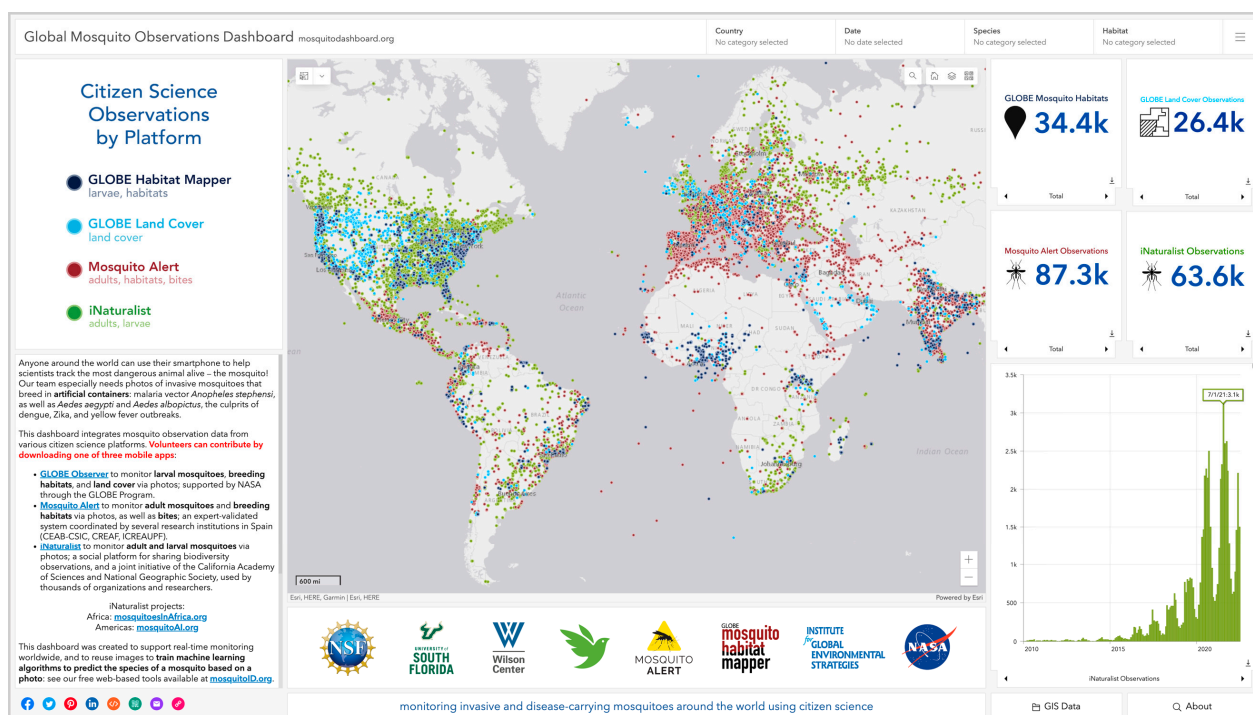 Global Mosquito Observations Dashboard mosquitodashboard.org
Country
No category selected
Date
No date selected
Species
No category selected
Habitat
No category selected
Citizen Science
Observations
by Platform
GLOBE Habitat Mapper
larvae, habitats
GLOBE Land Cover
land cover
Mosquito Alert
adults, habitats, bites
iNaturalist
adults, larvae
Anyone around the world can use their smartphone to help
scientists track the most dangerous animal alive – the mosquito!
Our team especially needs photos of invasive mosquitoes that
breed in artificial containers: malaria vector Anopheles stephensi,
as well as Aedes aegypti and Aedes albopictus, the culprits of
dengue, Zika, and yellow fever outbreaks.
This dashboard integrates mosquito observation data from
various citizen science platforms. Volunteers can contribute by
downloading one of three mobile apps:
• GLOBE Observer to monitor larval mosquitoes, breeding
habitats, and land cover via photos; supported by NASA
through the GLOBE Program.
• Mosquito Alert to monitor adult mosquitoes and breeding
habitats via photos, as well as bites; an expert-validated
system coordinated by several research institutions in Spain
(CEAB-CSIC, CREAF, ICREAUPF).
• iNaturalist to monitor adult and larval mosquitoes via
photos; a social platform for sharing biodiversity
observations, and a joint initiative of the California Academy
of Sciences and National Geographic Society, used by
thousands of organizations and researchers.
iNaturalist projects:
Africa: mosquitoesInAfrica.org
Americas: mosquitoAI.org
This dashboard was created to support real-time monitoring
worldwide, and to reuse images to train machine learning
algorithms to predict the species of a mosquito based on a
photo: see our free web-based tools available at mosquitoID.org.
CANADA
SWEDEN
Stockholm
RUSS
KAZAKHSTAN
Atlantic
Ocean
ean
ALGERIA
MALI
NIGER
CHAD
SUDAN
DR CONGO
ANGOLA
ZAMBIA
NAMIBIA
Johannesburg
BRAZIL
Indian Ocean
600 mi
Esri, HERE, Garmin | Esri, HERE
Powered by Esri
GLOBE Mosquito Habitats
34.4k
Total
GLOBE Land Cover Observations
26.4k
Total
Mosquito Alert Observations
87.3k
Total
iNaturalist Observations
63.6k
Total
3.5k
3k
2.5k
2k
1.5k
1k
500
0
7/1/21:3.1k
2010
2015
2020
iNaturalist Observations
NSF
UNIVERSITY of
SOUTH
FLORIDA
Wilson
Center
MOSQUITO
ALERT
GLOBE
mosquito
habitat
mapper
INSTITUTE
for GLOBAL
ENVIRONMENTAL
STRATEGIES
NASA
monitoring invasive and disease-carrying mosquitoes around the world using citizen science
GIS Data
About